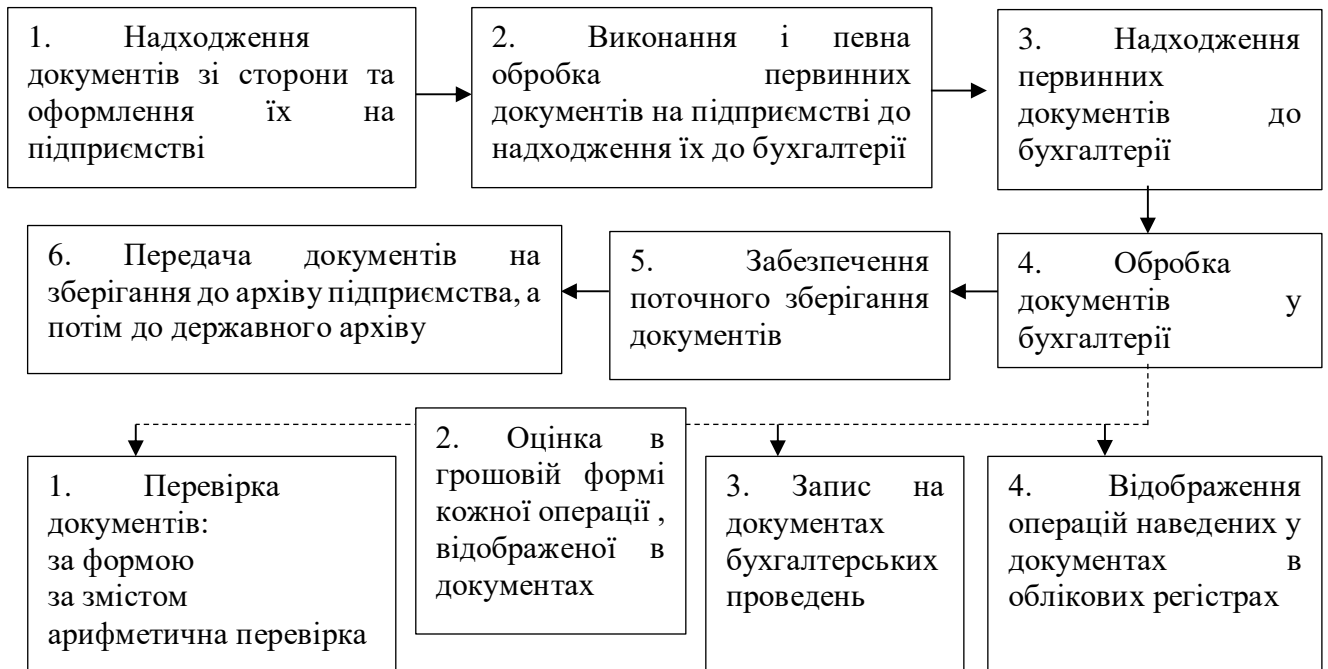 1. Надходження
документів зі сторони та
оформлення їх на
підприємстві
2. Виконання і певна
обробка первинних
документів на підприємстві до
надходження їх до бухгалтерії
3. Надходження
первинних
документів до
бухгалтерії
6. Передача документів на
зберігання до архіву підприємства, а
потім до державного архіву
5. Забезпечення
поточного зберігання
документів
4. Обробка
документів у
бухгалтерії
1. Перевірка
документів:
за формою
за змістом
арифметична перевірка
2. Оцінка в
грошовій формі
кожної операції ,
відображеної в
документах
3. Запис на
документах
бухгалтерських
проведень
4. Відображення
операцій наведених у
документах в
облікових регістрах